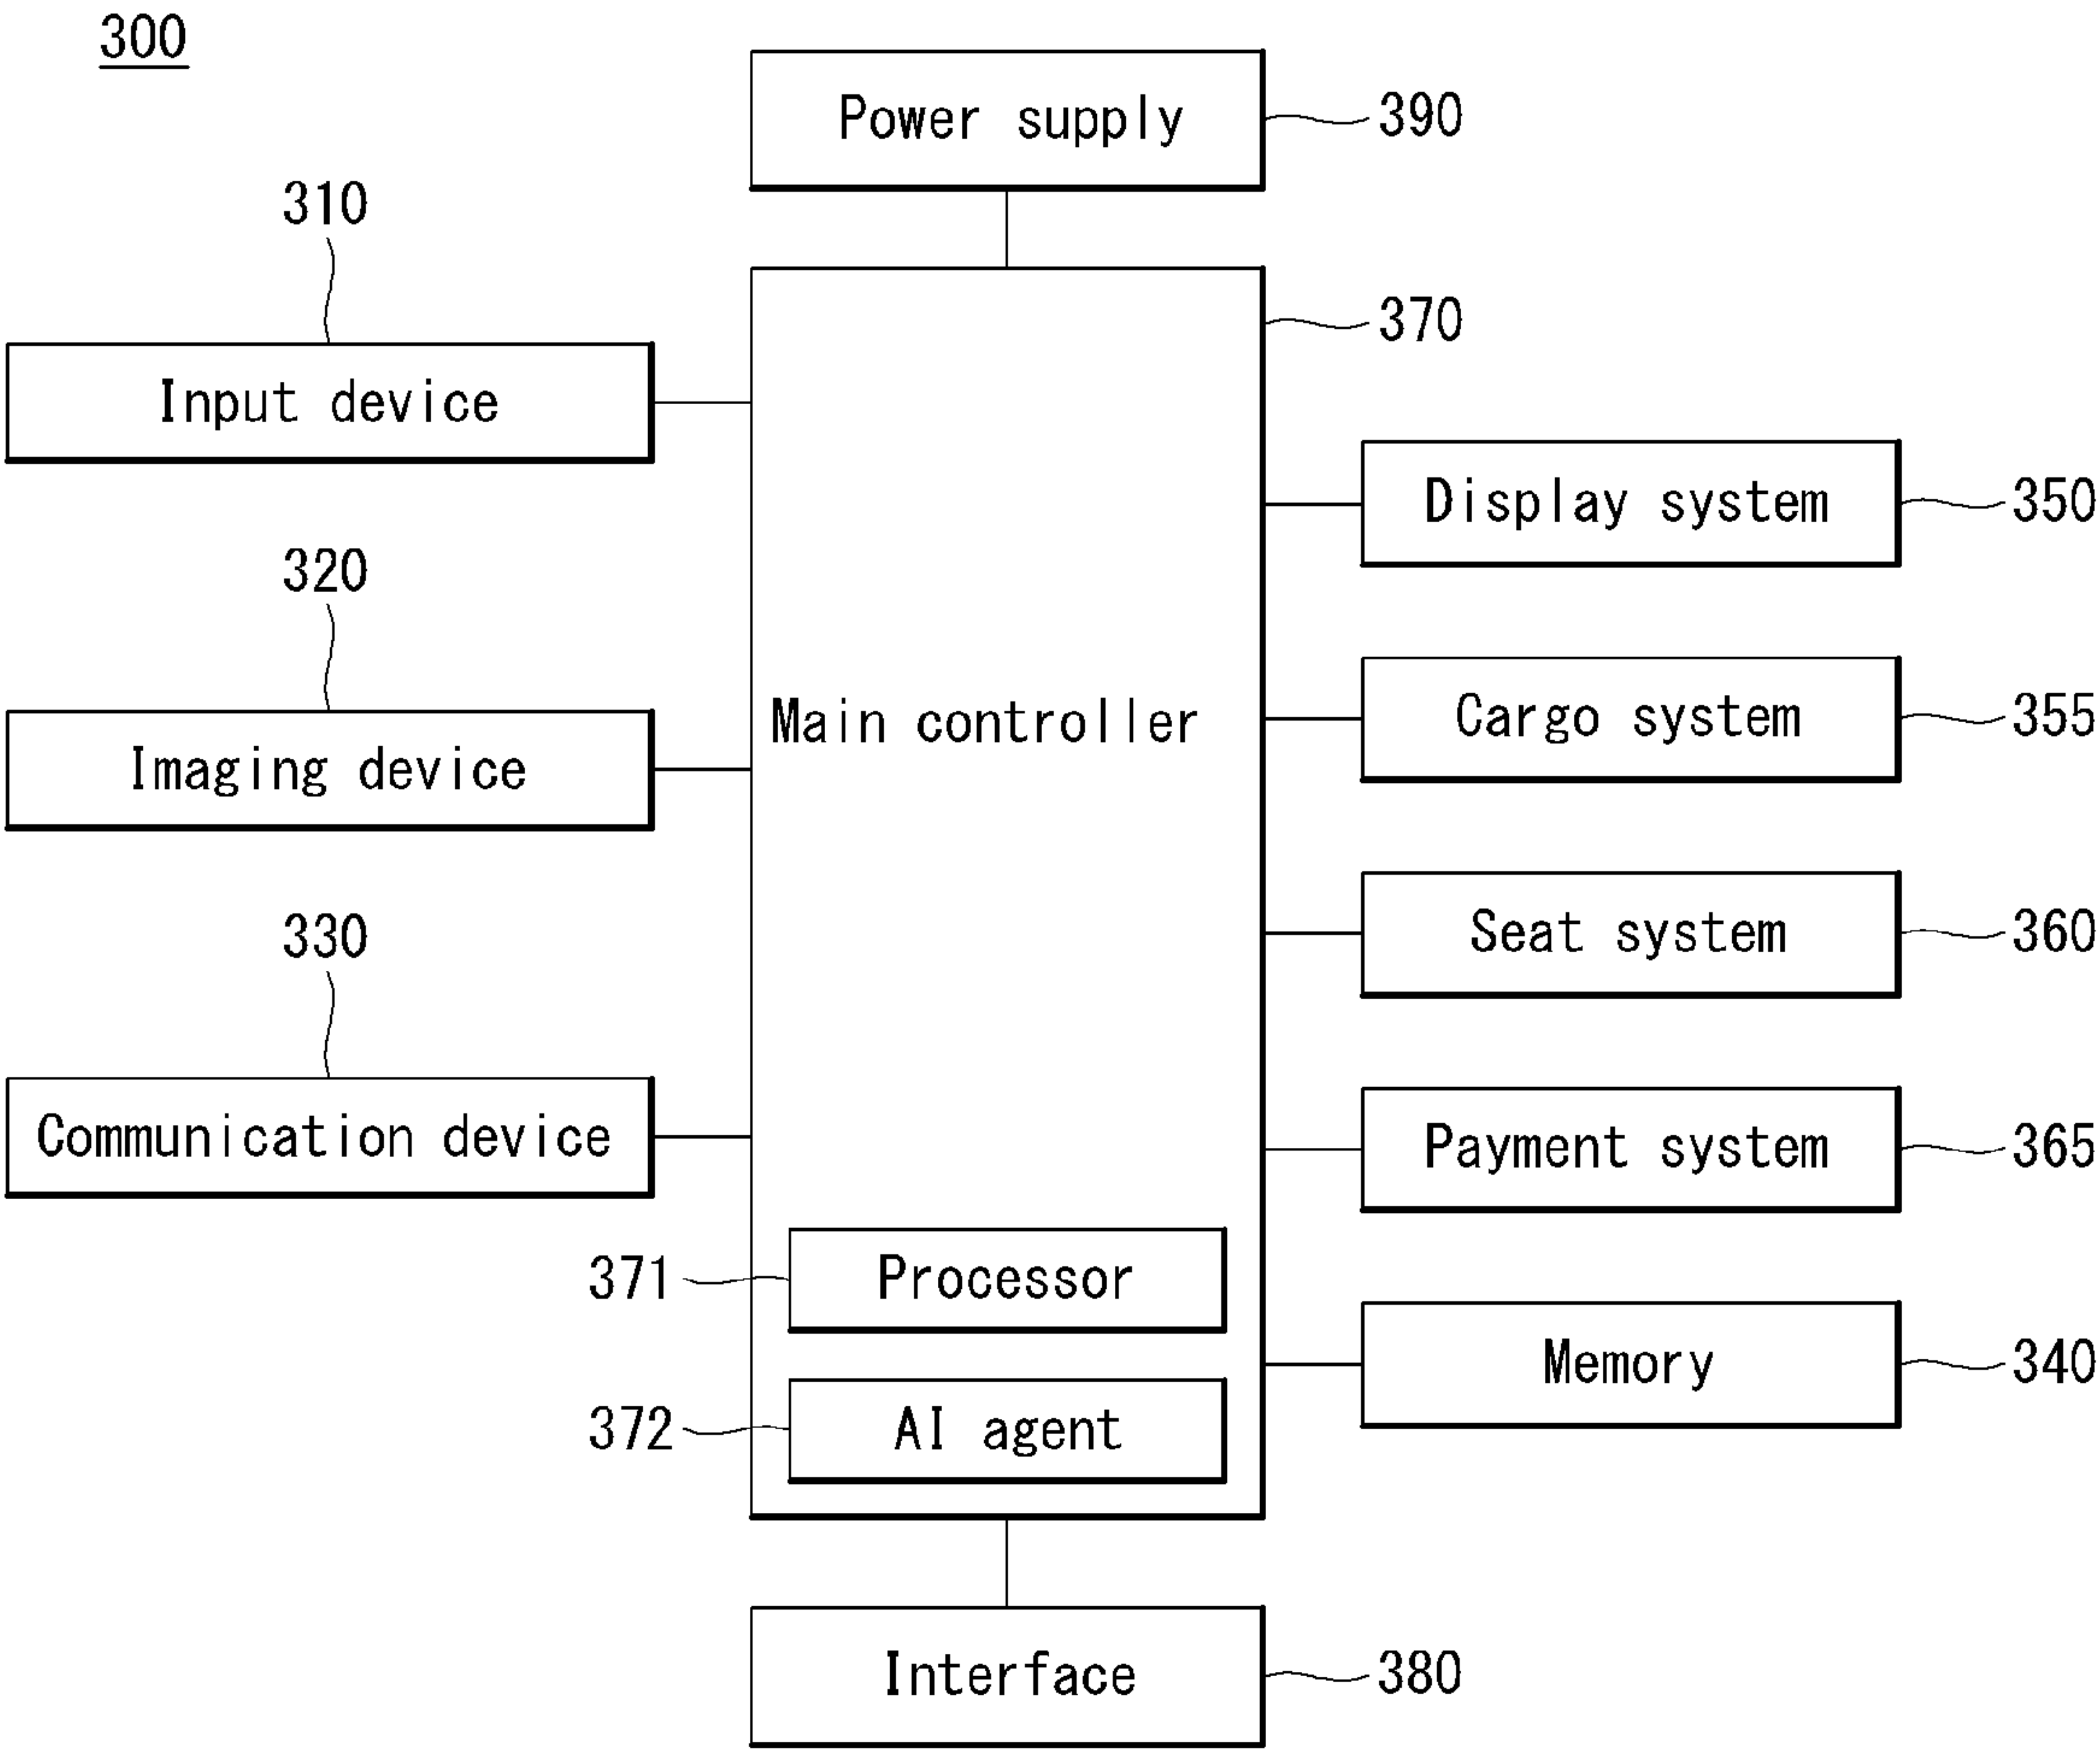 300
Power supply
390
310
370
Input device
Display system
350
320
Cargo system
355
Main controller
Imaging device
330
Seat system
360
Communication device
Payment system
365
371
Processor
Memory
340
372
AI agent
Interface
380